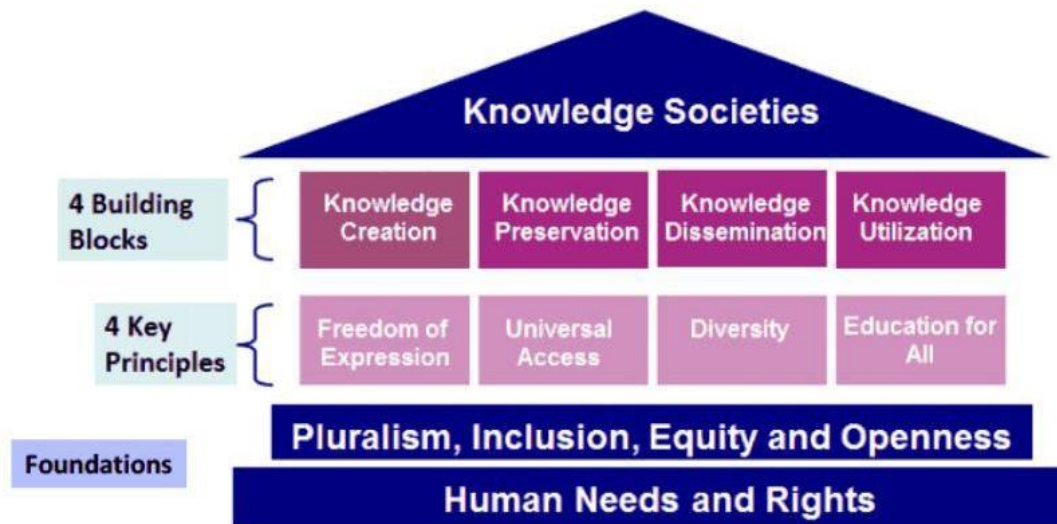 Knowledge Societies
4 Building
Blocks
Knowledge
Creation
Knowledge
Preservation
Knowledge
Dissemination
Knowledge
Utilization
4 Key
Principles
Freedom of
Expression
Universal
Access
Diversity
Education for
All
Pluralism, Inclusion, Equity and Openness
Foundations
Human Needs and Rights